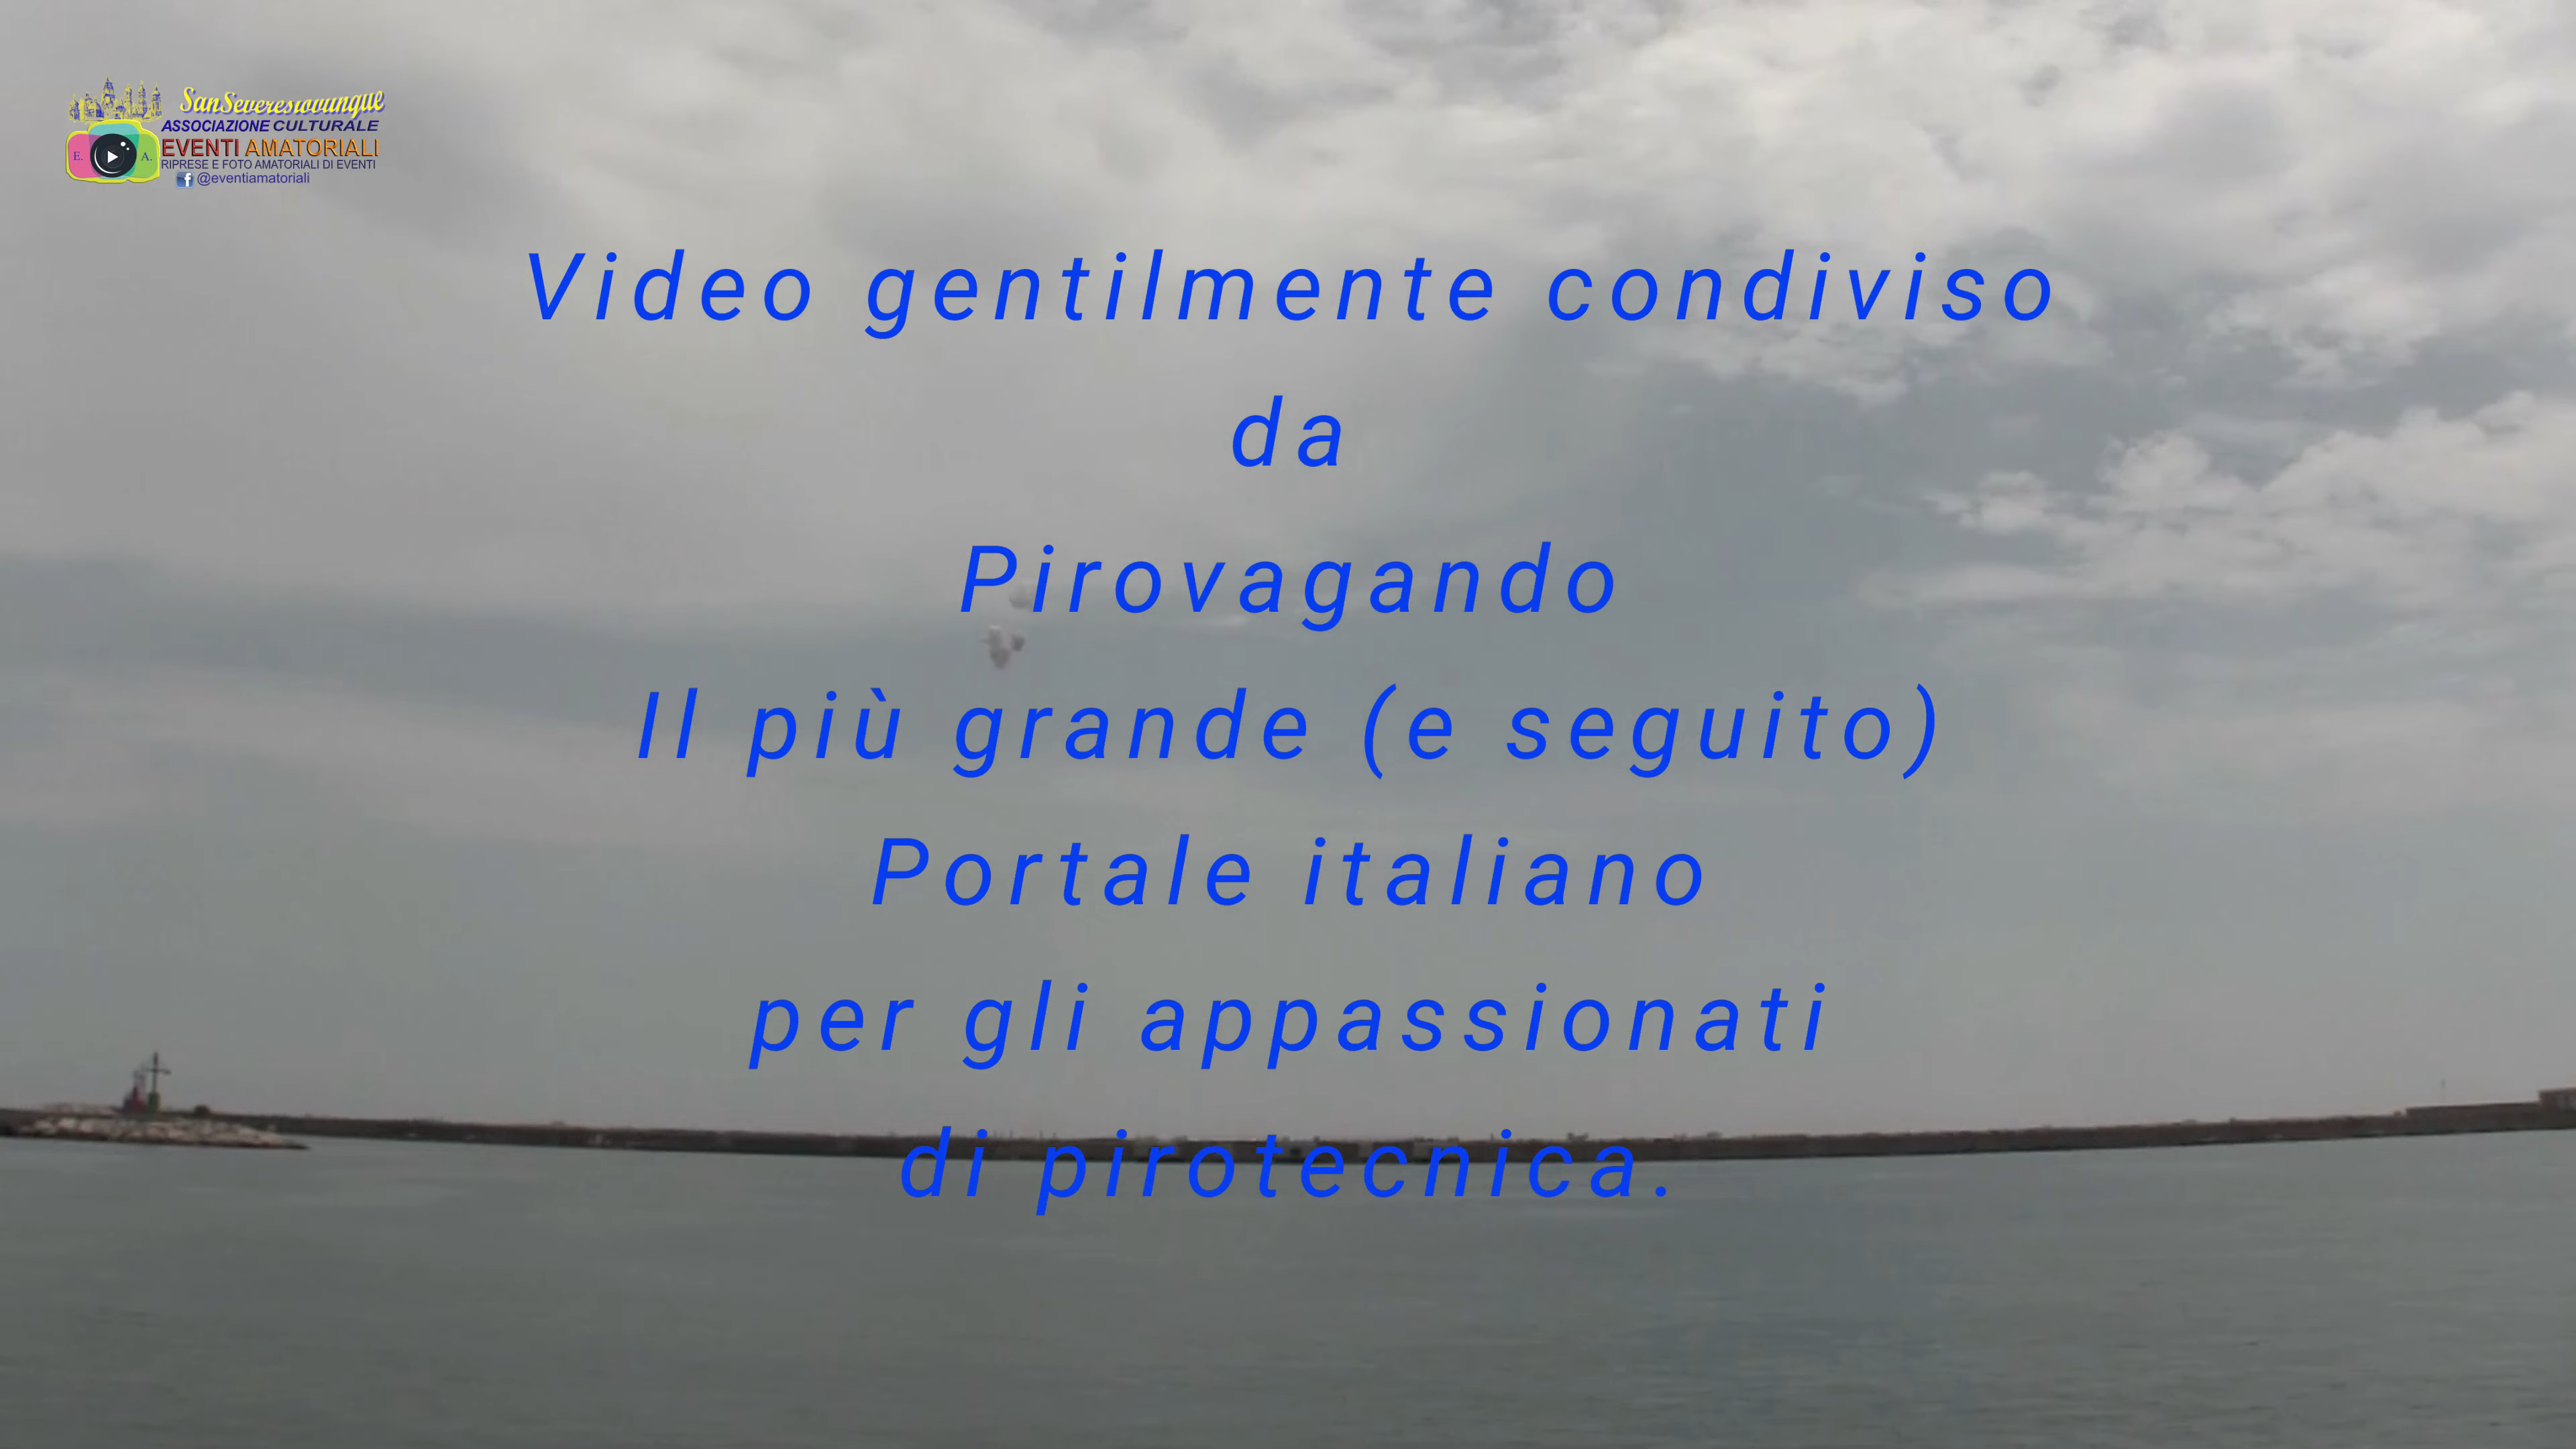 SanSeveresiovunque
ASSOCIAZIONE CULTURALE
EVENTI AMATORIALI
RIPRESE E FOTO AMATORIALI DI EVENTI
@eventiamatoriali
E. A.
Video gentilmente condiviso
da
Pirovagando
Il più grande (e seguito)
Portale italiano
per gli appassionati
di pirotecnica.